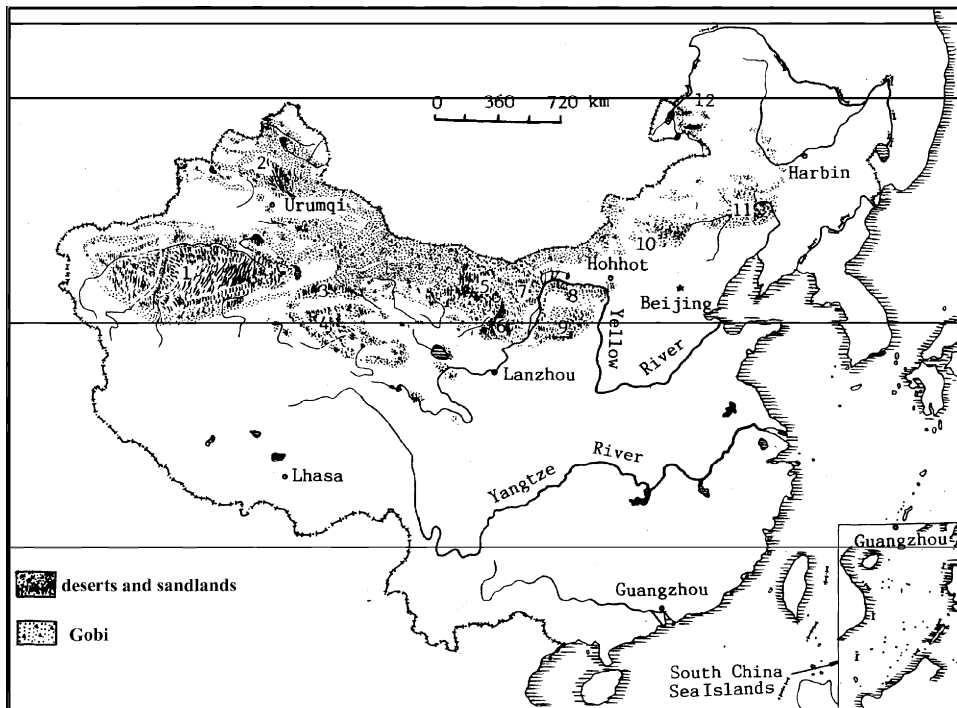 12
0 360 720 km
2
Harbin
Urumqi
11
10
Hohhot
1
3
5
7
8
Beijing
4
6
9
Yellow
River
Lanzhou
Lhasa
Yangtze
River
Guangzhou
deserts and sandlands
Guangzhou
Gobi
South China
Sea Islands